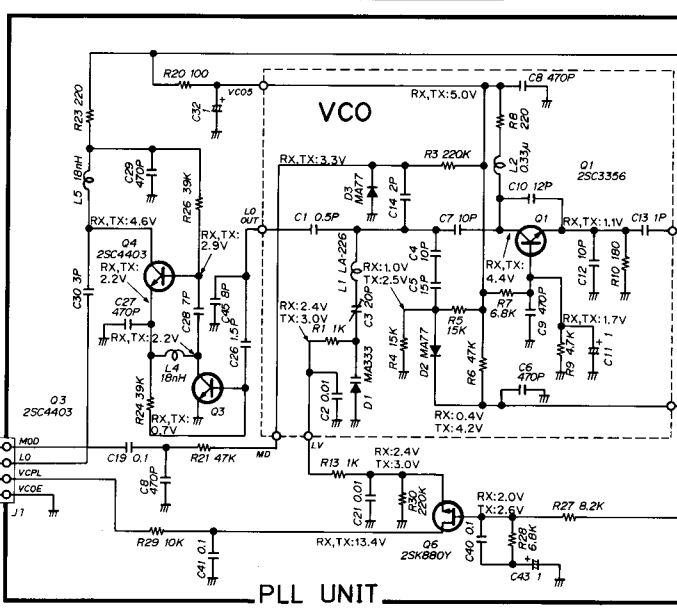 R20 100
VCO5
C32
+
R23 220
L5 18nH
C29
470P
R26 39K
RX,TX:4.6V
Q4
2SC4403
RX,TX:
2.2V
RX,TX:
2.9V
C30 3P
C27
470P
RX,TX:2.2V
C28 7P
C45 8P
C26 1.5P
L4
18nH
Q3
R24 39K
RX,TX:
0.7V
Q3
2SC4403
LO
OUT
VCO
RX,TX:5.0V
C8 470P
R8
220
L2
0.33μ
Q1
2SC3356
RX,TX:3.3V
R3 220K
D3
MA77
C14 2P
C10 12P
C1 0.5P
C7 10P
Q1
RX,TX:1.1V
C13 1P
L1 LA-226
C4
10P
C5
15P
RX:1.0V
TX:2.5V
RX,TX:
4.4V
C12 10P
R10 180
C3 20P
RX:2.4V
TX:3.0V
R1 1K
R4 15K
R5
15K
R7
6.8K
C9 470P
RX,TX:1.7V
D2 MA77
R6 47K
R9 4.7K
C11 1
+
MA333
D1
C2 0.01
C6
470P
RX:0.4V
TX:4.2V
MOD
LO
VCPL
VCOE
J1
C19 0.1
C8
470P
R21 47K
MD
LV
R13 1K
RX:2.4V
TX:3.0V
C21 0.01
R30
220K
Q6
2SK880Y
RX:2.0V
TX:2.6V
R27 8.2K
C40 0.1
R28
6.8K
+
C43 1
R29 10K
C41 0.1
RX,TX:13.4V
PLL UNIT